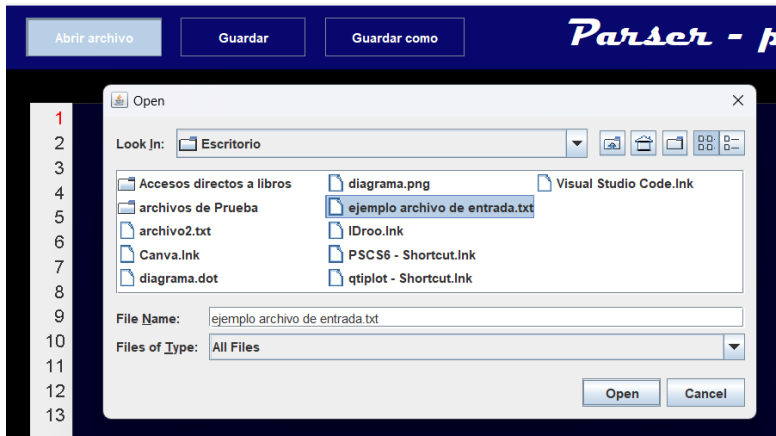 Abrir archivo Guardar Guardar como Parser - p
Open
Look In: Escritorio
Accesos directos a libros diagrama.png Visual Studio Code.lnk
archivos de Prueba ejemplo archivo de entrada.txt
archivo2.txt IDroo.lnk
Canva.lnk PSCS6 - Shortcut.lnk
diagrama.dot qtiplot - Shortcut.lnk
File Name: ejemplo archivo de entrada.txt
Files of Type: All Files
Open Cancel
1
2
3
4
5
6
7
8
9
10
11
12
13